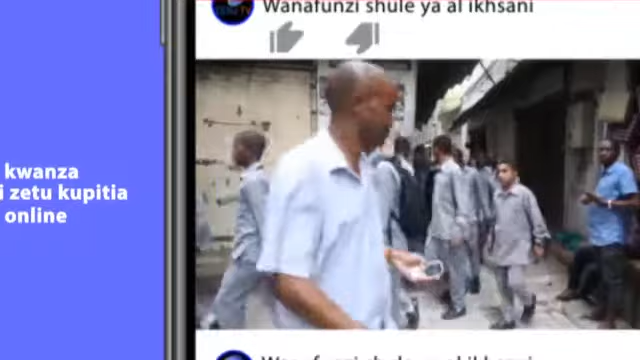 Wanafunzi shule ya al ikhsani
kwanza
zetu kupitia
online